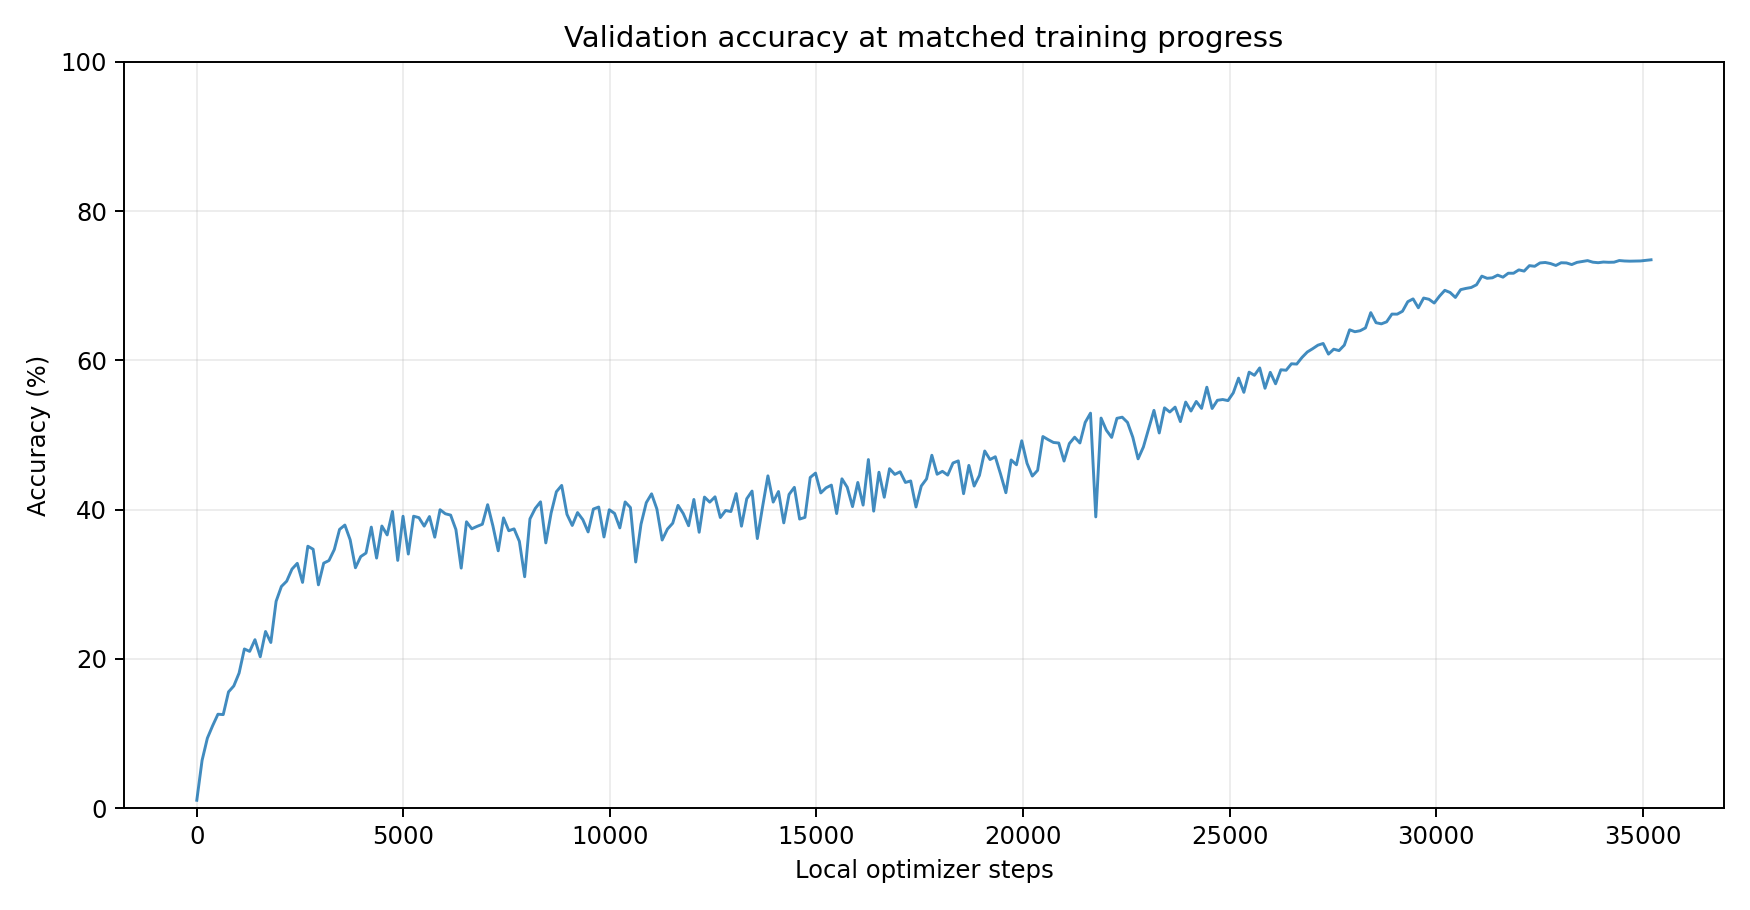 Validation accuracy at matched training progress
100
80
60
40
20
0
Accuracy (%)
0 5000 10000 15000 20000 25000 30000 35000
Local optimizer steps